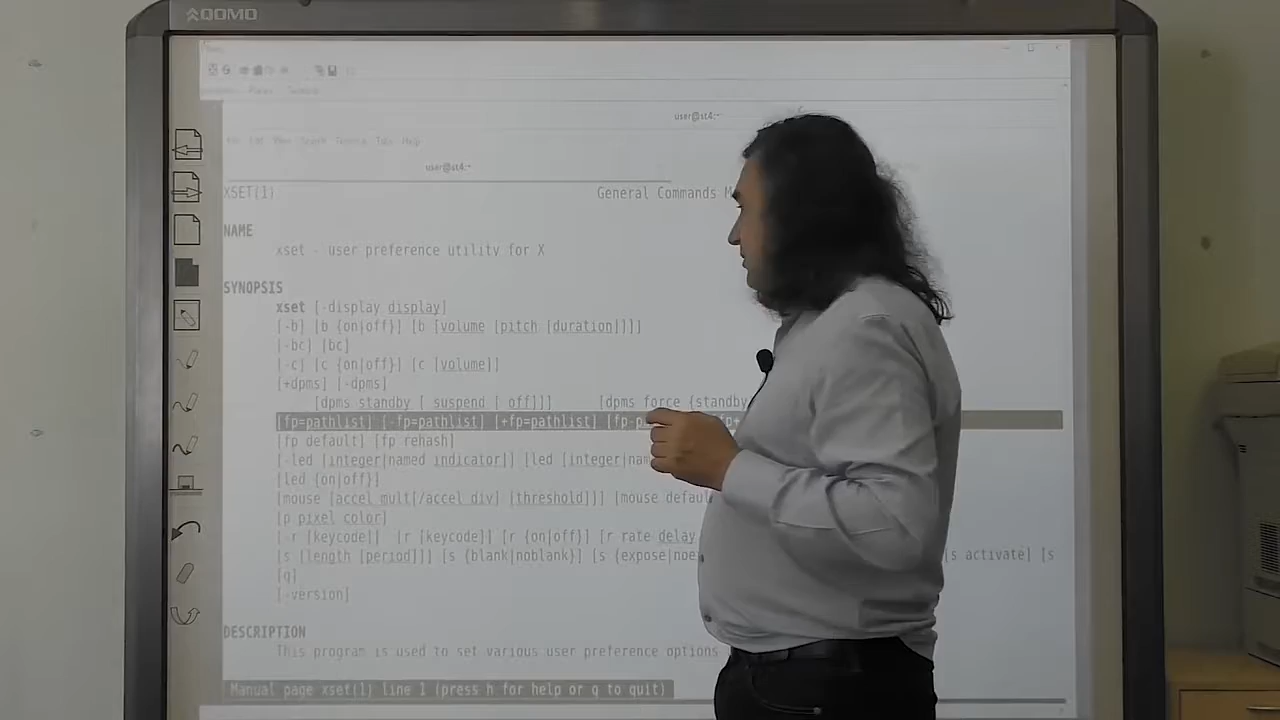 QOMO
user@st4:~
Help
user@st4:~
XSET(1) General Commands M
NAME
xset - user preference utility for X
SYNOPSIS
xset [-display display]
[-b] [b {on|off}] [b [volume [pitch [duration]]]]
[-bc] [bc]
[-c] [c {on|off}] [c [volume]]
[+dpms] [-dpms]
[dpms standby [ suspend [ off]]] [dpms force {standby
[fp=pathlist] [-fp=pathlist] [+fp=pathlist] [fp-p fp+
[fp default] [fp rehash]
[-led [integer|named indicator]] [led [integer|nam
[led {on|off}]
[mouse [accel_mult[/accel_div] [threshold]]] [mouse defaul
[p pixel color]
[-r [keycode]] [r [keycode]] [r {on|off}] [r rate delay
[s [length [period]]] [s {blank|noblank}] [s {expose|noe [s activate] [s
[q]
[-version]
DESCRIPTION
This program is used to set various user preference options
Manual page xset(1) line 1 (press h for help or q to quit)